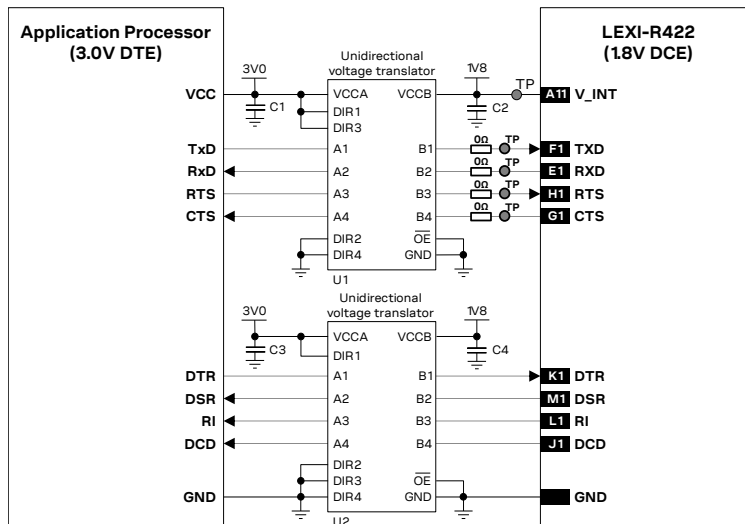 Application Processor
(3.0V DTE)
LEXI-R422
(1.8V DCE)
Unidirectional
voltage translator
3V0
1V8
TP
VCC
VCCA
VCCB
A11
V_INT
C1
DIR1
C2
DIR3
0Ω
TP
TxD
A1
B1
F1
TXD
0Ω
TP
RxD
A2
B2
E1
RXD
0Ω
TP
RTS
A3
B3
H1
RTS
0Ω
TP
CTS
A4
B4
G1
CTS
DIR2
OE
DIR4
GND
U1
Unidirectional
voltage translator
3V0
1V8
VCCA
VCCB
C3
DIR1
C4
DTR
A1
B1
K1
DTR
DSR
A2
B2
M1
DSR
RI
A3
B3
L1
RI
DCD
A4
B4
J1
DCD
DIR2
DIR3
OE
GND
DIR4
GND
GND
U2